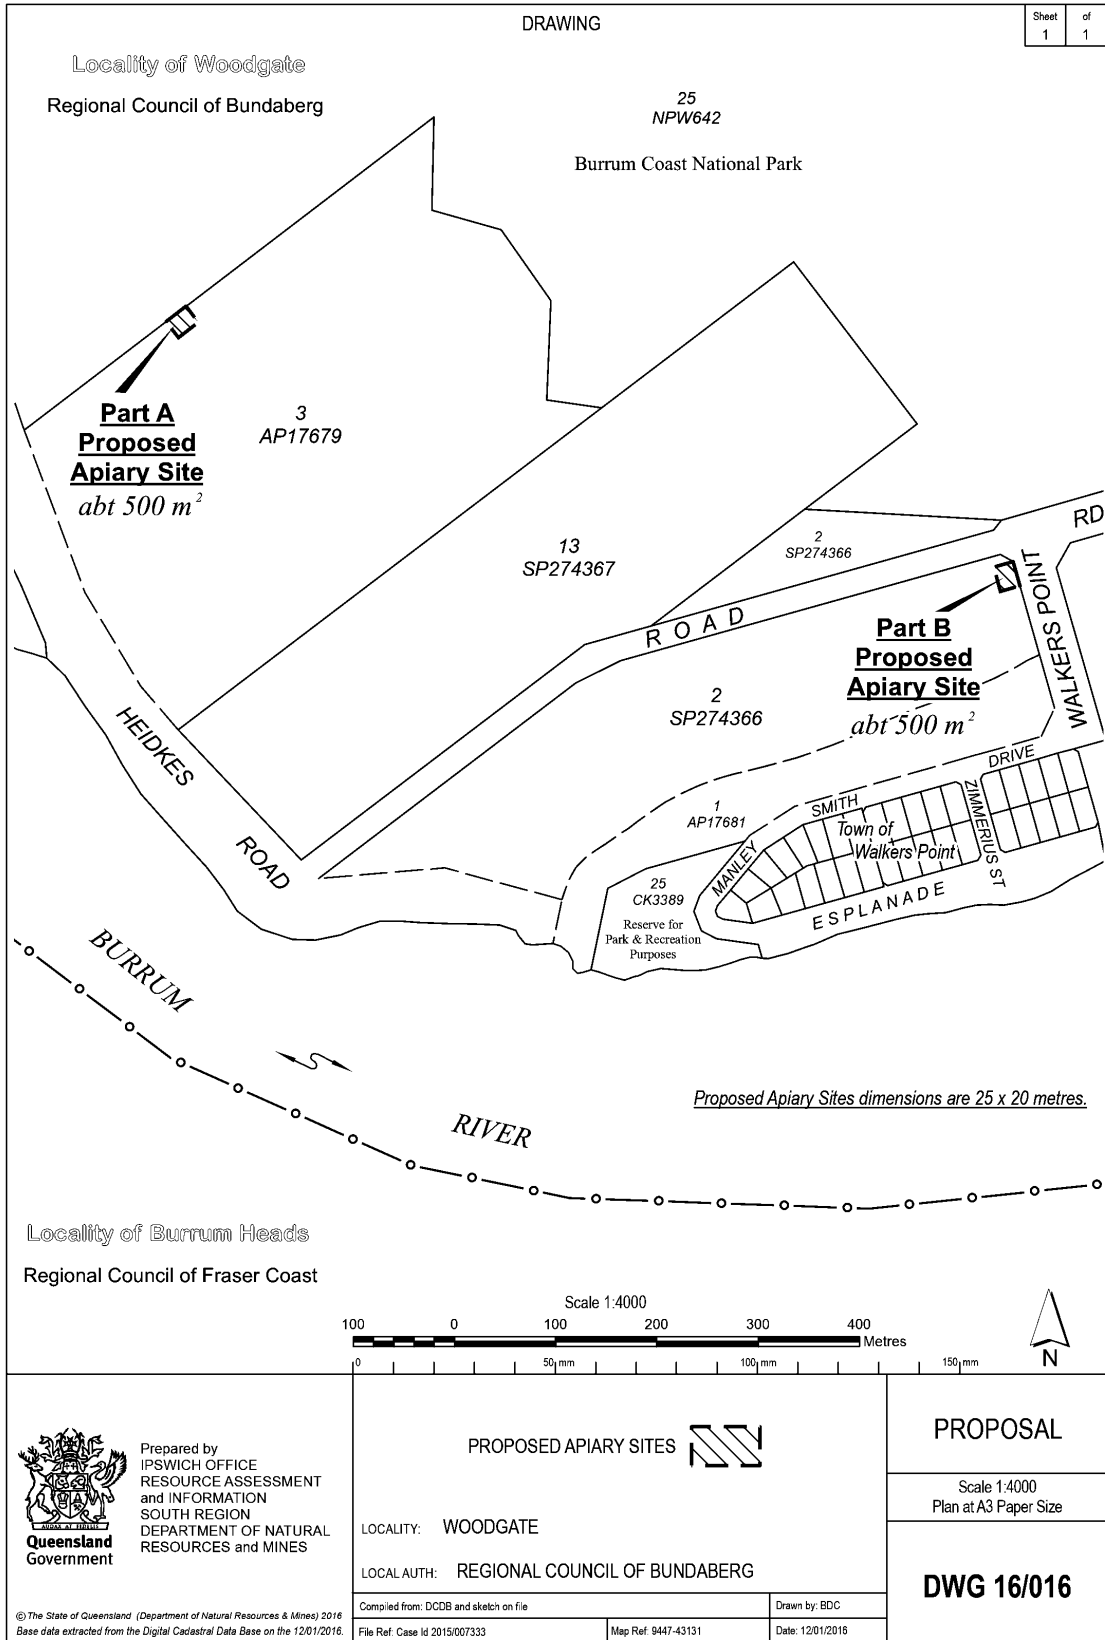 DRAWING
Sheet
1
of
1
Locality of Woodgate
Regional Council of Bundaberg
25
NPW642
Burrum Coast National Park
Part A
Proposed
Apiary Site
abt 500 m²
3
AP17679
13
SP274367
2
SP274366
RD
ROAD
WALKERS POINT
Part B
Proposed
Apiary Site
abt 500 m²
2
SP274366
HEIDKES
ROAD
1
AP17681
MANLEY
SMITH
DRIVE
ZIMMERIUS ST
Town of
Walkers Point
ESPLANADE
25
CK3389
Reserve for
Park & Recreation
Purposes
BURRUM
RIVER
Proposed Apiary Sites dimensions are 25 x 20 metres.
Locality of Burrum Heads
Regional Council of Fraser Coast
Scale 1:4000
100 0 100 200 300 400
Metres
0 50 mm 100 mm 150 mm
N
Queensland
Government
AUDAX AT FIDELIS
Prepared by
IPSWICH OFFICE
RESOURCE ASSESSMENT
and INFORMATION
SOUTH REGION
DEPARTMENT OF NATURAL
RESOURCES and MINES
© The State of Queensland (Department of Natural Resources & Mines) 2016
Base data extracted from the Digital Cadastral Data Base on the 12/01/2016.
PROPOSED APIARY SITES
LOCALITY: WOODGATE
LOCAL AUTH: REGIONAL COUNCIL OF BUNDABERG
Compiled from: DCDB and sketch on file
Drawn by: BDC
File Ref: Case Id 2015/007333
Map Ref: 9447-43131
Date: 12/01/2016
PROPOSAL
Scale 1:4000
Plan at A3 Paper Size
DWG 16/016